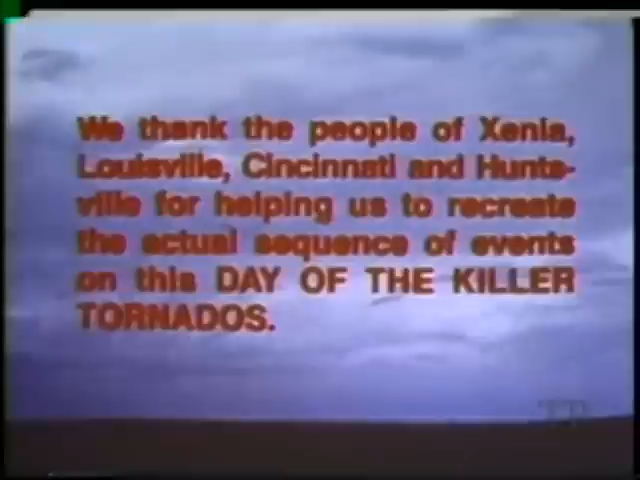 We thank the people of Xenia,
Louisville, Cincinnati and Hunts-
ville for helping us to recreate
the actual sequence of events
on this DAY OF THE KILLER
TORNADOS.